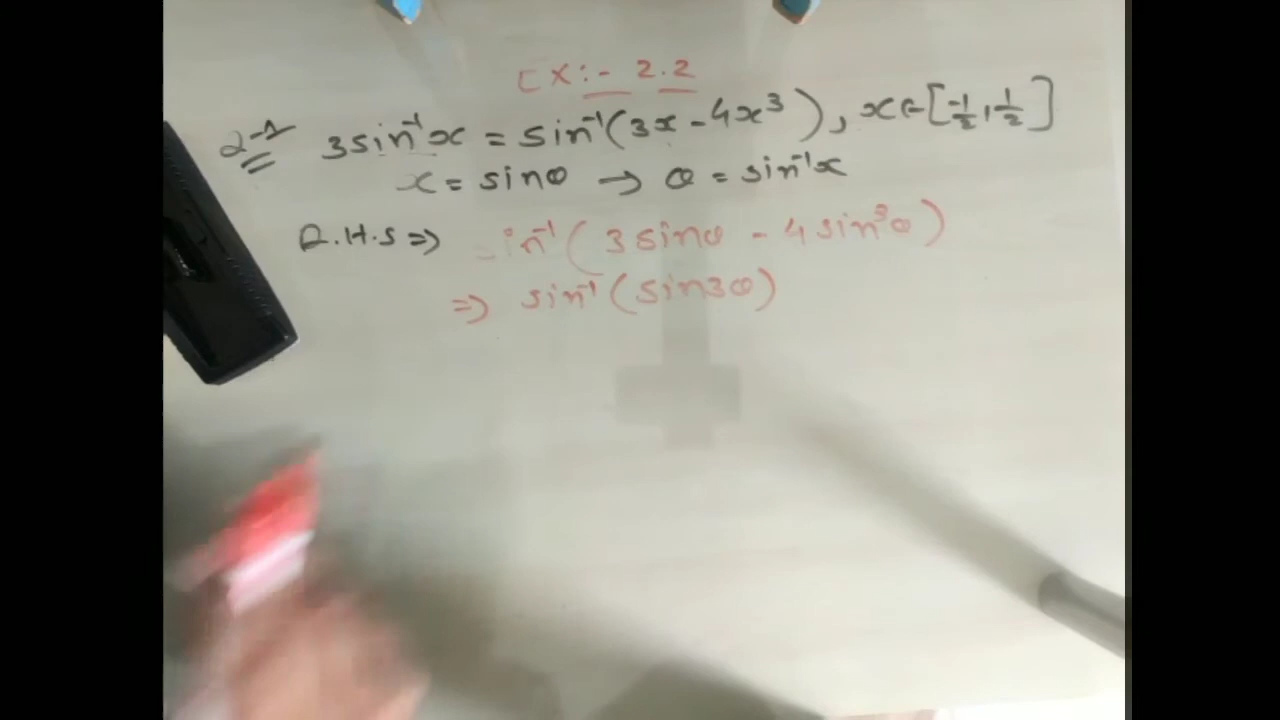 EX:- 2.2
Q-1 3sin⁻¹x = sin⁻¹(3x - 4x³), x∈[-1/2, 1/2]
x = sinθ → θ = sin⁻¹x
R.H.S ⇒ sin⁻¹(3sinθ - 4sin³θ)
⇒ sin⁻¹(sin3θ)